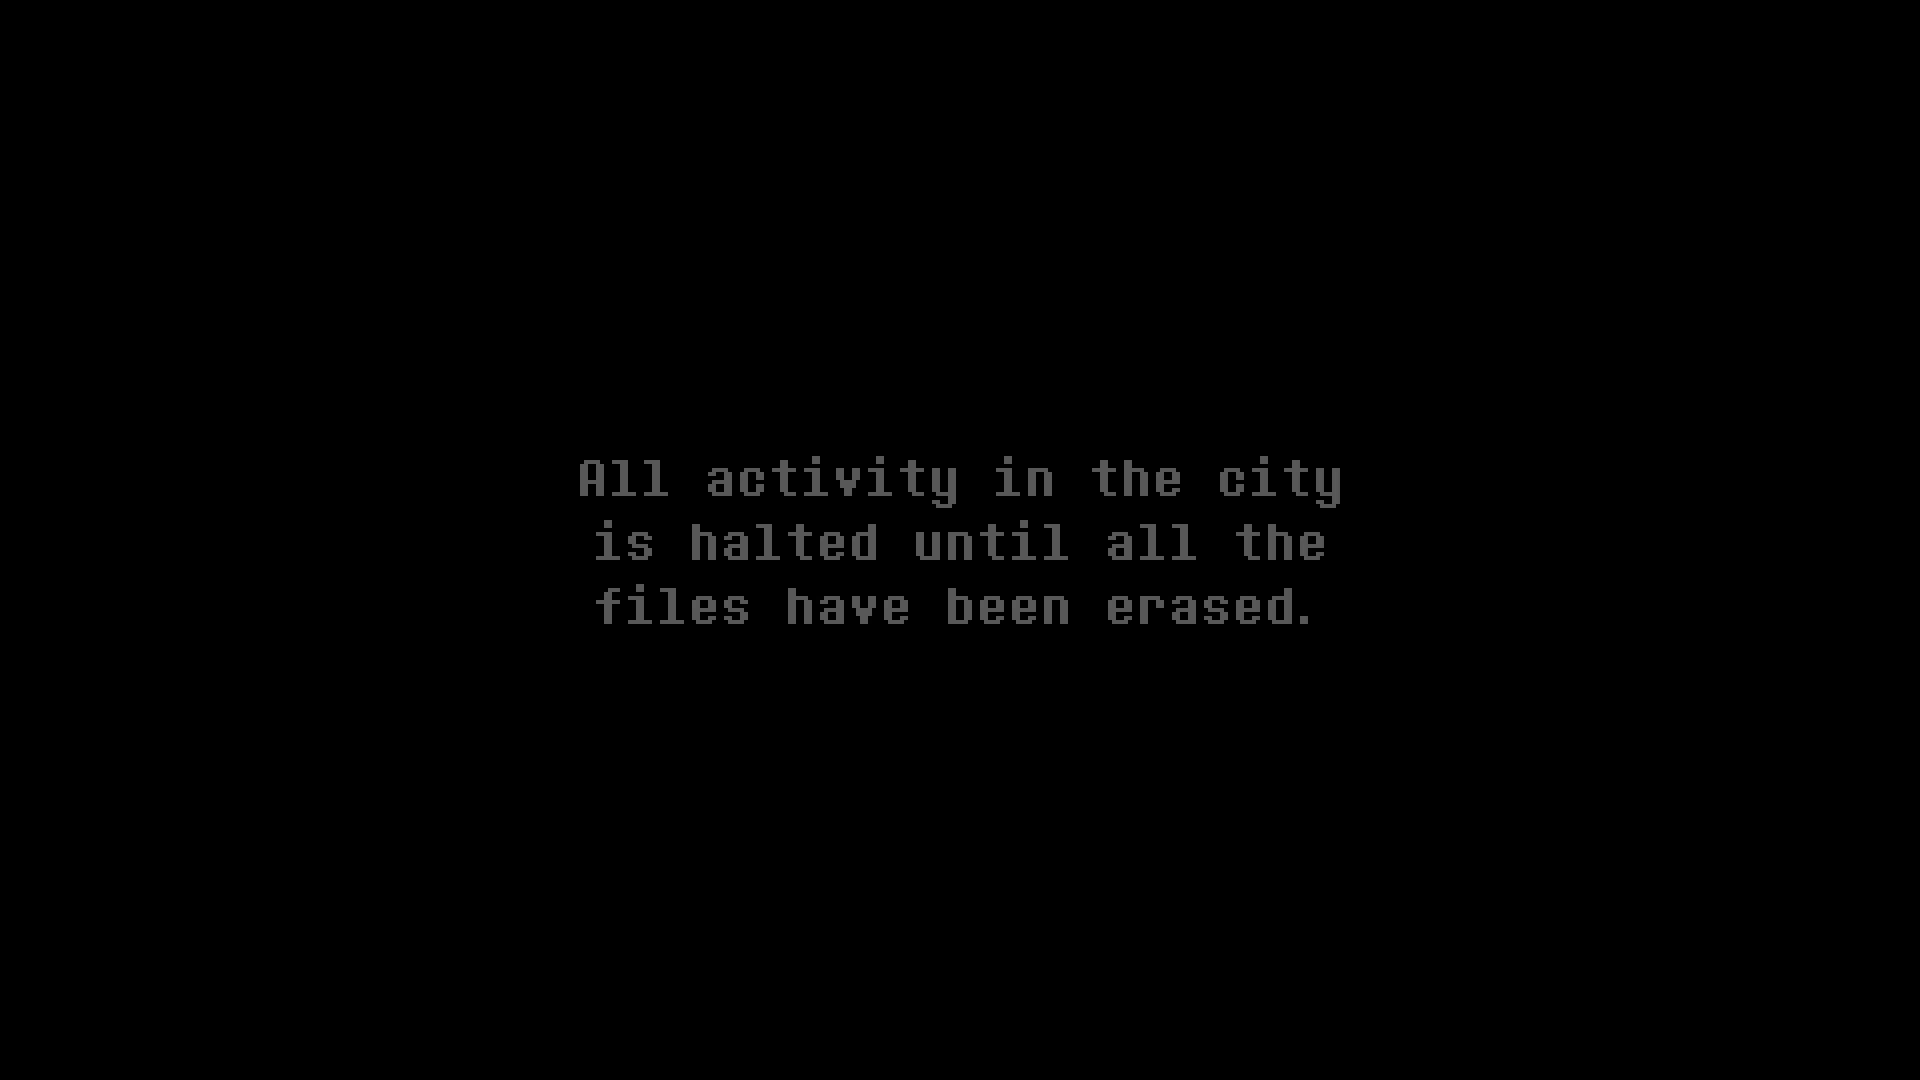 All activity in the city
is halted until all the
files have been erased.